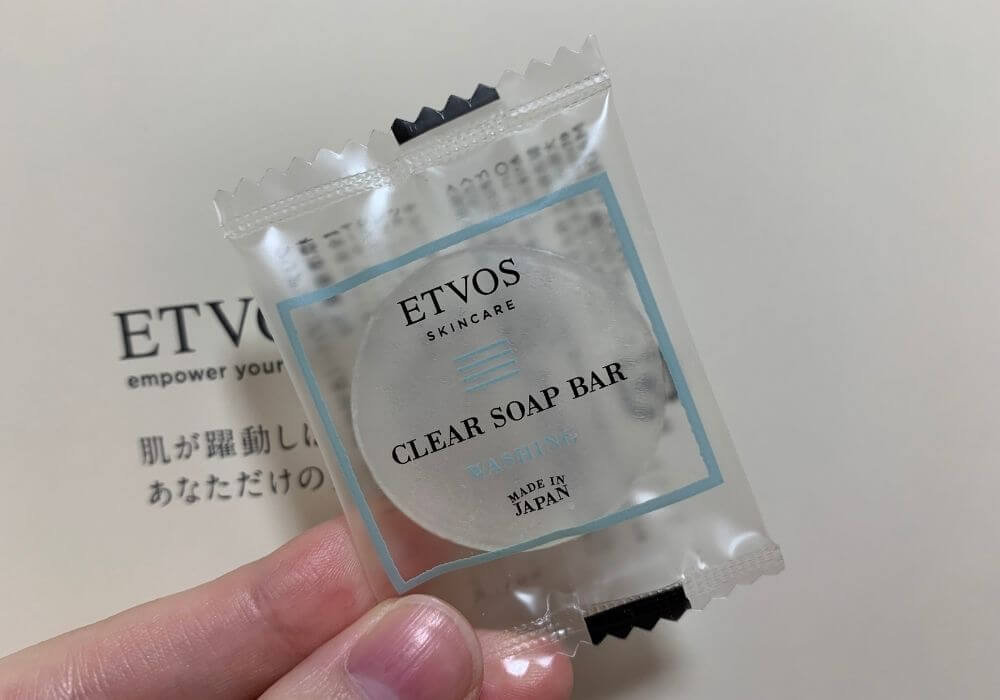 ETVOS
SKINCARE
CLEAR SOAP BAR
WASHING
MADE IN
JAPAN
ETVO
empower your
肌が躍動し
あなただけの